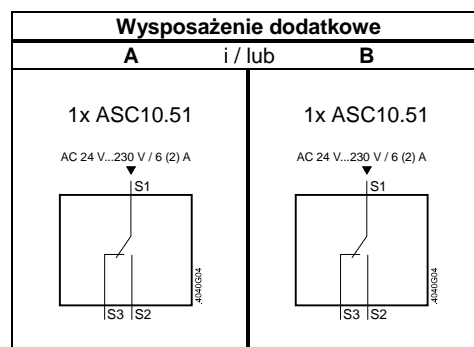 Wysposażenie dodatkowe
A i / lub B
1x ASC10.51 1x ASC10.51
AC 24 V...230 V / 6 (2) A AC 24 V...230 V / 6 (2) A
S1 S1
4040G04 4040G04
S3 S2 S3 S2